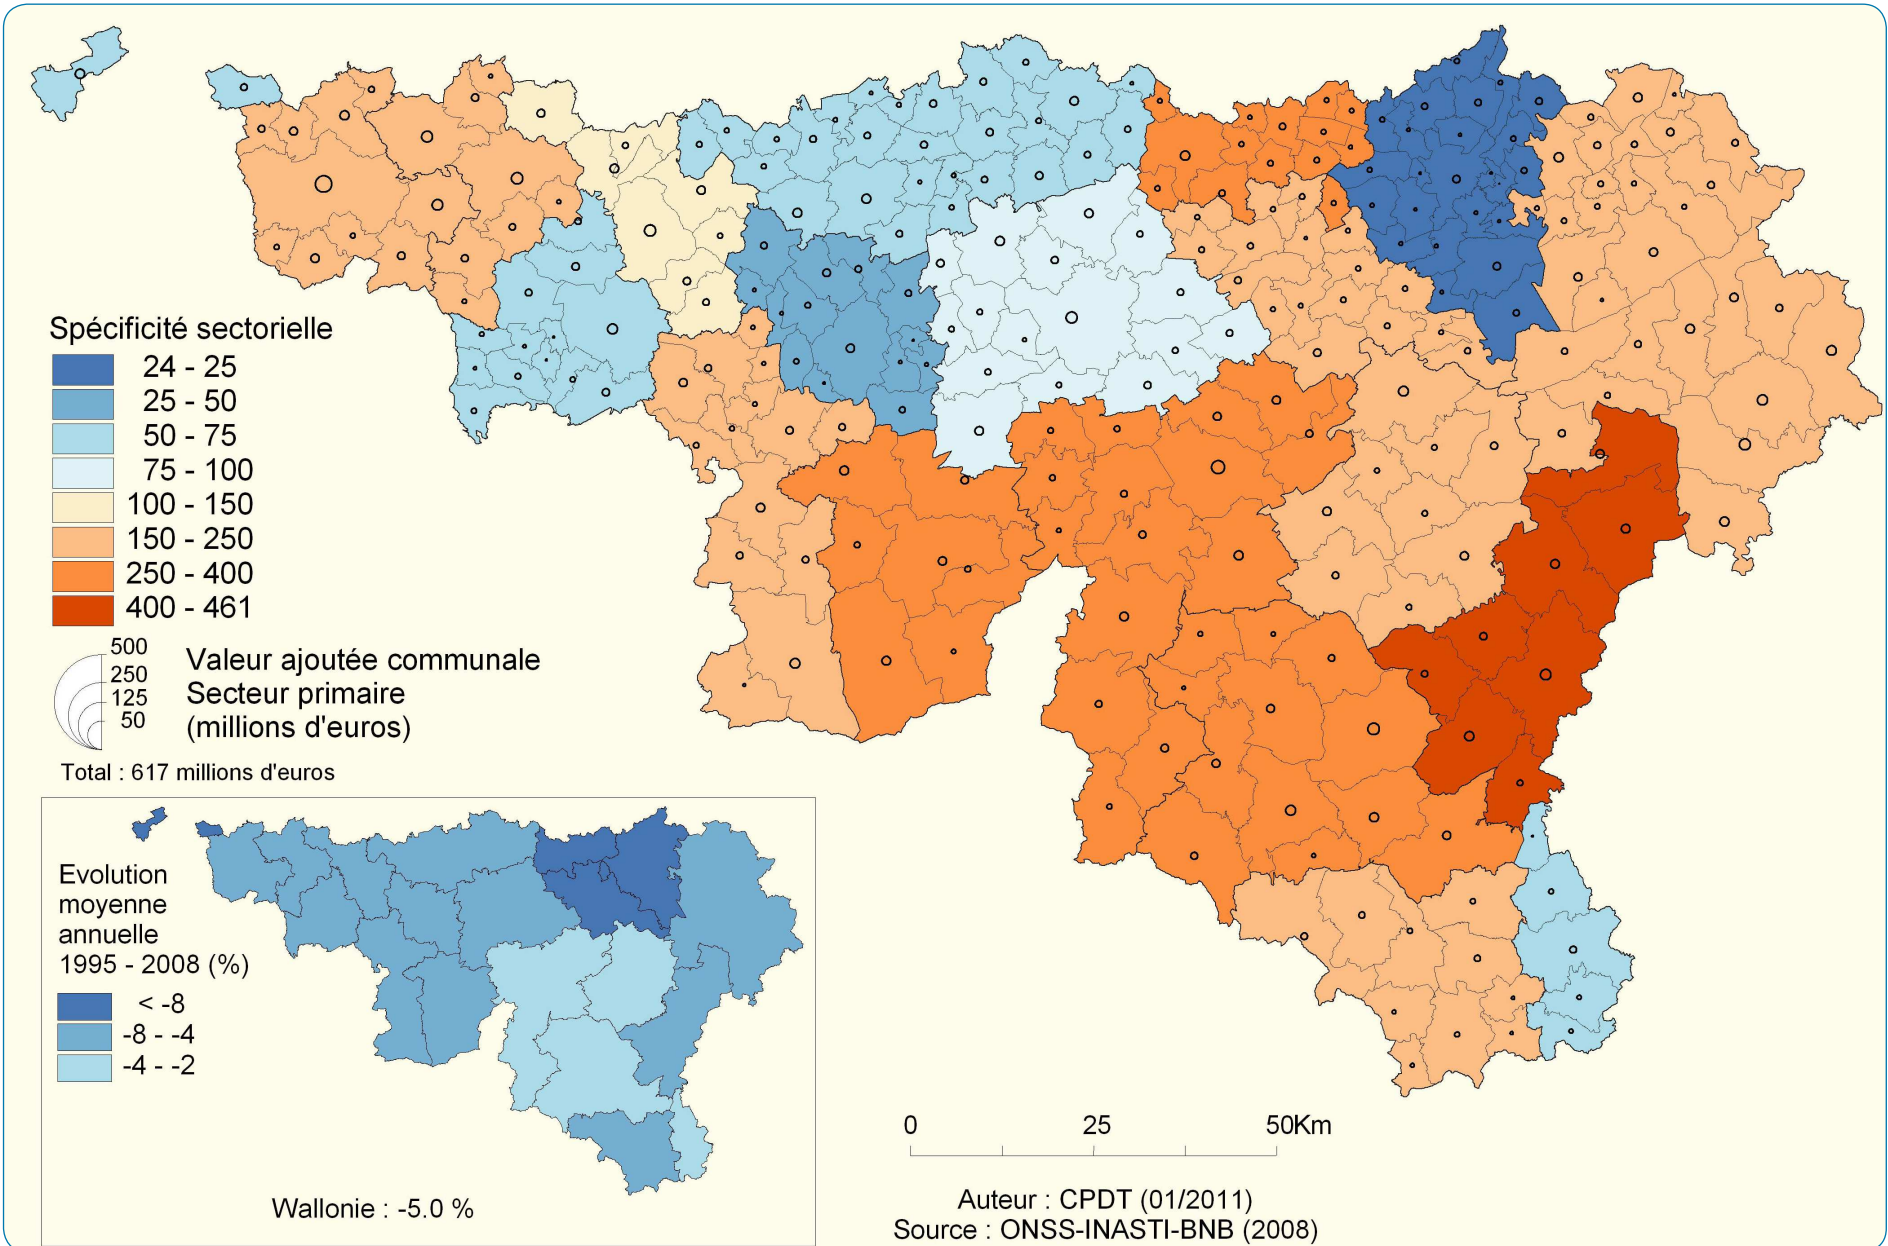 Spécificité sectorielle
24 - 25
25 - 50
50 - 75
75 - 100
100 - 150
150 - 250
250 - 400
400 - 461
500
250
125
50
Valeur ajoutée communale
Secteur primaire
(millions d'euros)
Total : 617 millions d'euros
Evolution
moyenne
annuelle
1995 - 2008 (%)
< -8
-8 - -4
-4 - -2
Wallonie : -5.0 %
0 25 50Km
Auteur : CPDT (01/2011)
Source : ONSS-INASTI-BNB (2008)